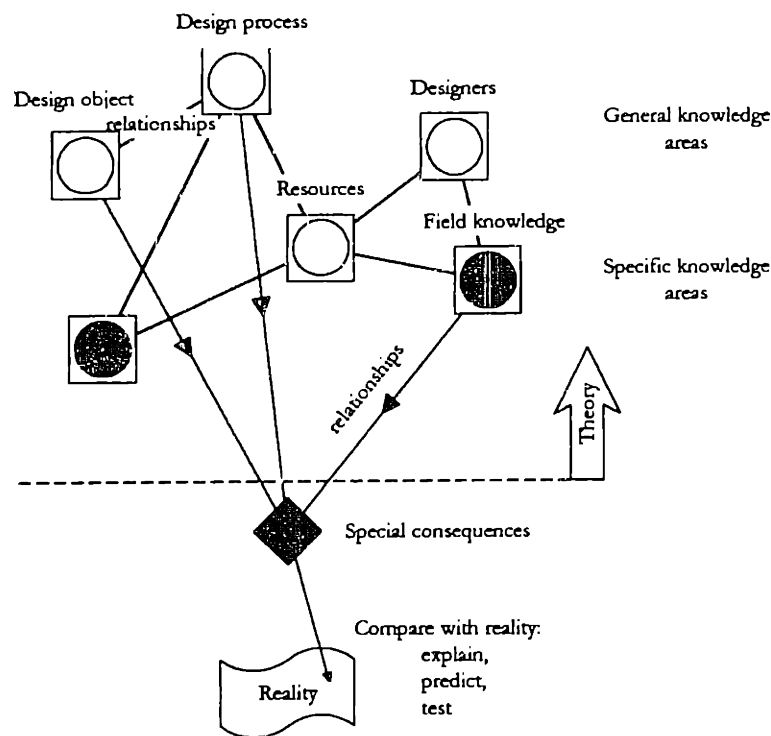 Design process
Design object
relationships
Designers
General knowledge
areas
Resources
Field knowledge
Specific knowledge
areas
relationships
Theory
Special consequences
Compare with reality:
explain,
predict,
test
Reality